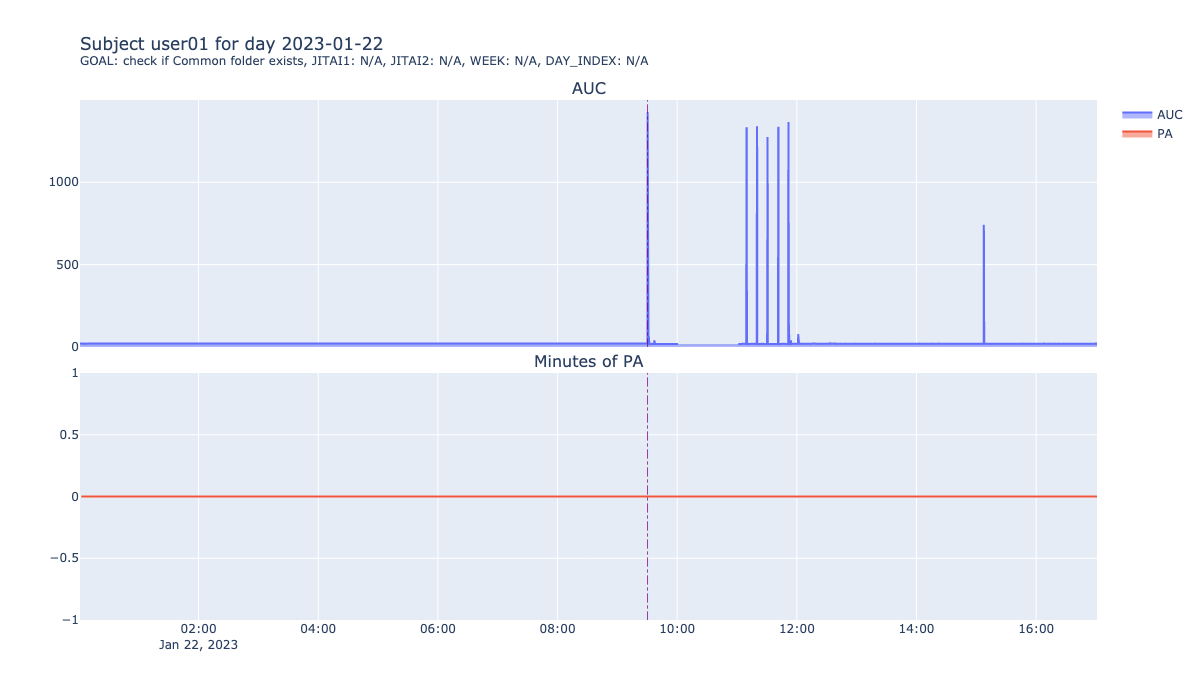 Subject user01 for day 2023-01-22
GOAL: check if Common folder exists, JITAI1: N/A, JITAI2: N/A, WEEK: N/A, DAY_INDEX: N/A
AUC
AUC
PA
1000
500
0
Minutes of PA
1
0.5
0
−0.5
−1
02:00 04:00 06:00 08:00 10:00 12:00 14:00 16:00
Jan 22, 2023